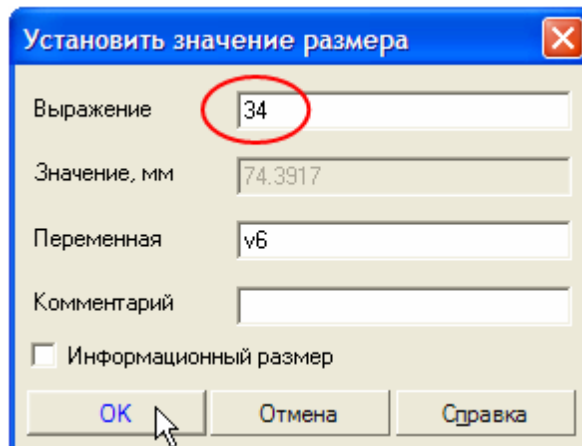 Установить значение размера
Выражение 34
Значение, мм 74.3917
Переменная v6
Комментарий
Информационный размер
OK Отмена Справка